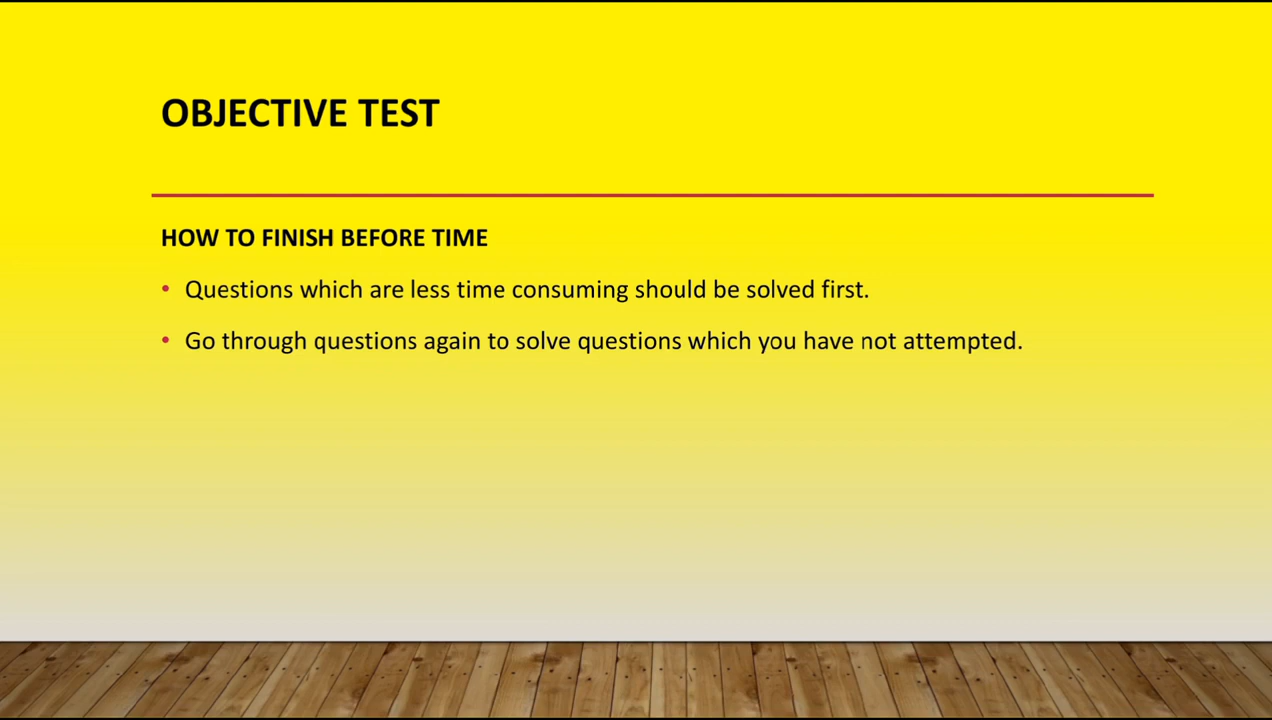 OBJECTIVE TEST
HOW TO FINISH BEFORE TIME
• Questions which are less time consuming should be solved first.
• Go through questions again to solve questions which you have not attempted.